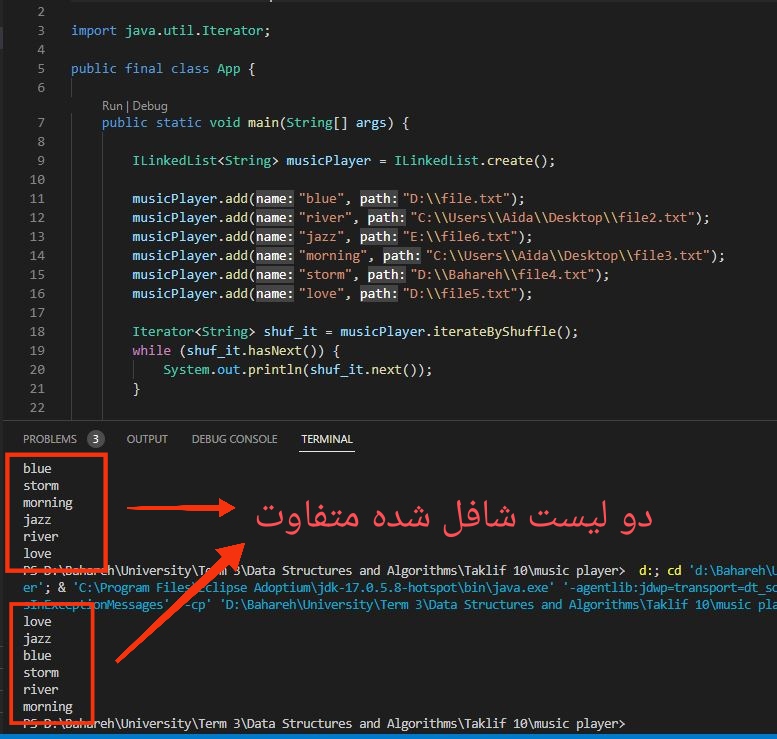 2
3 import java.util.Iterator;
4
5 public final class App {
6
Run | Debug
7 public static void main(String[] args) {
8
9 ILinkedList<String> musicPlayer = ILinkedList.create();
10
11 musicPlayer.add(name: "blue", path: "D:\\file.txt");
12 musicPlayer.add(name: "river", path: "C:\\Users\\Aida\\Desktop\\file2.txt");
13 musicPlayer.add(name: "jazz", path: "E:\\file6.txt");
14 musicPlayer.add(name: "morning", path: "C:\\Users\\Aida\\Desktop\\file3.txt");
15 musicPlayer.add(name: "storm", path: "D:\\Bahareh\\file4.txt");
16 musicPlayer.add(name: "love", path: "D:\\file5.txt");
17
18 Iterator<String> shuf_it = musicPlayer.iterateByShuffle();
19 while (shuf_it.hasNext()) {
20 System.out.println(shuf_it.next());
21 }
22
PROBLEMS 3 OUTPUT DEBUG CONSOLE TERMINAL
blue
storm
morning
jazz
river
love
دو لیست شافل شده متفاوت
PS D:\Bahareh\University\Term 3\Data Structures and Algorithms\Taklif 10\music player> d:; cd 'd:\Bahareh\U
er'; & 'C:\Program Files\Eclipse Adoptium\jdk-17.0.5.8-hotspot\bin\java.exe' '-agentlib:jdwp=transport=dt_so
sInExceptionMessages' '-cp' 'D:\Bahareh\University\Term 3\Data Structures and Algorithms\Taklif 10\music pla
love
jazz
blue
storm
river
morning
PS D:\Bahareh\University\Term 3\Data Structures and Algorithms\Taklif 10\music player>